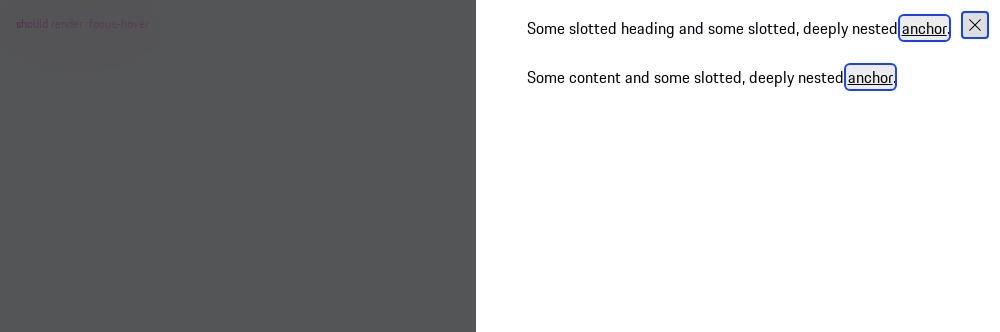 should render :focus-hover
Some slotted heading and some slotted, deeply nested anchor.
Some content and some slotted, deeply nested anchor.